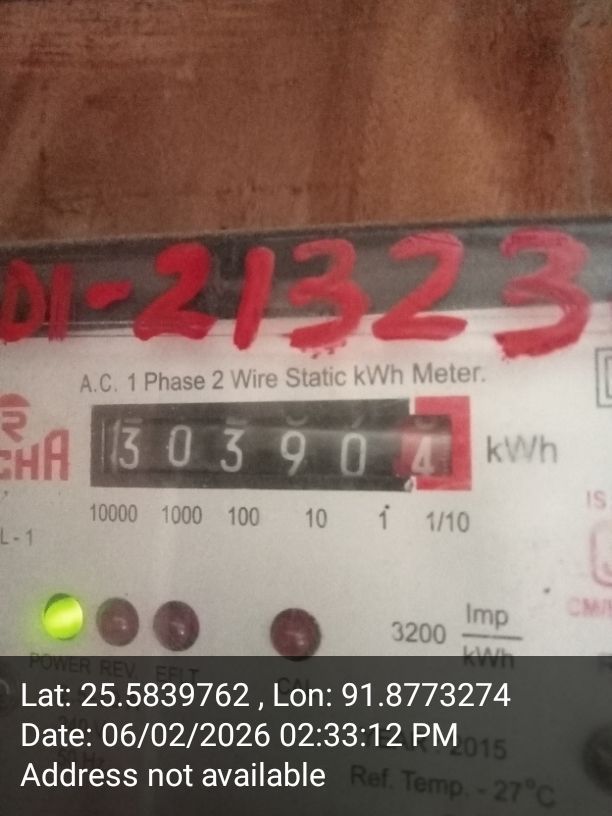 DI-21323
A.C. 1 Phase 2 Wire Static kWh Meter.
CHA
303904 kWh
10000 1000 100 10 1 1/10
L-1
IS
3200 Imp
kWh
POWER REV. EFLT CAL
Lat: 25.5839762 , Lon: 91.8773274
Date: 06/02/2026 02:33:12 PM
2015
Address not available
Ref. Temp. - 27°C